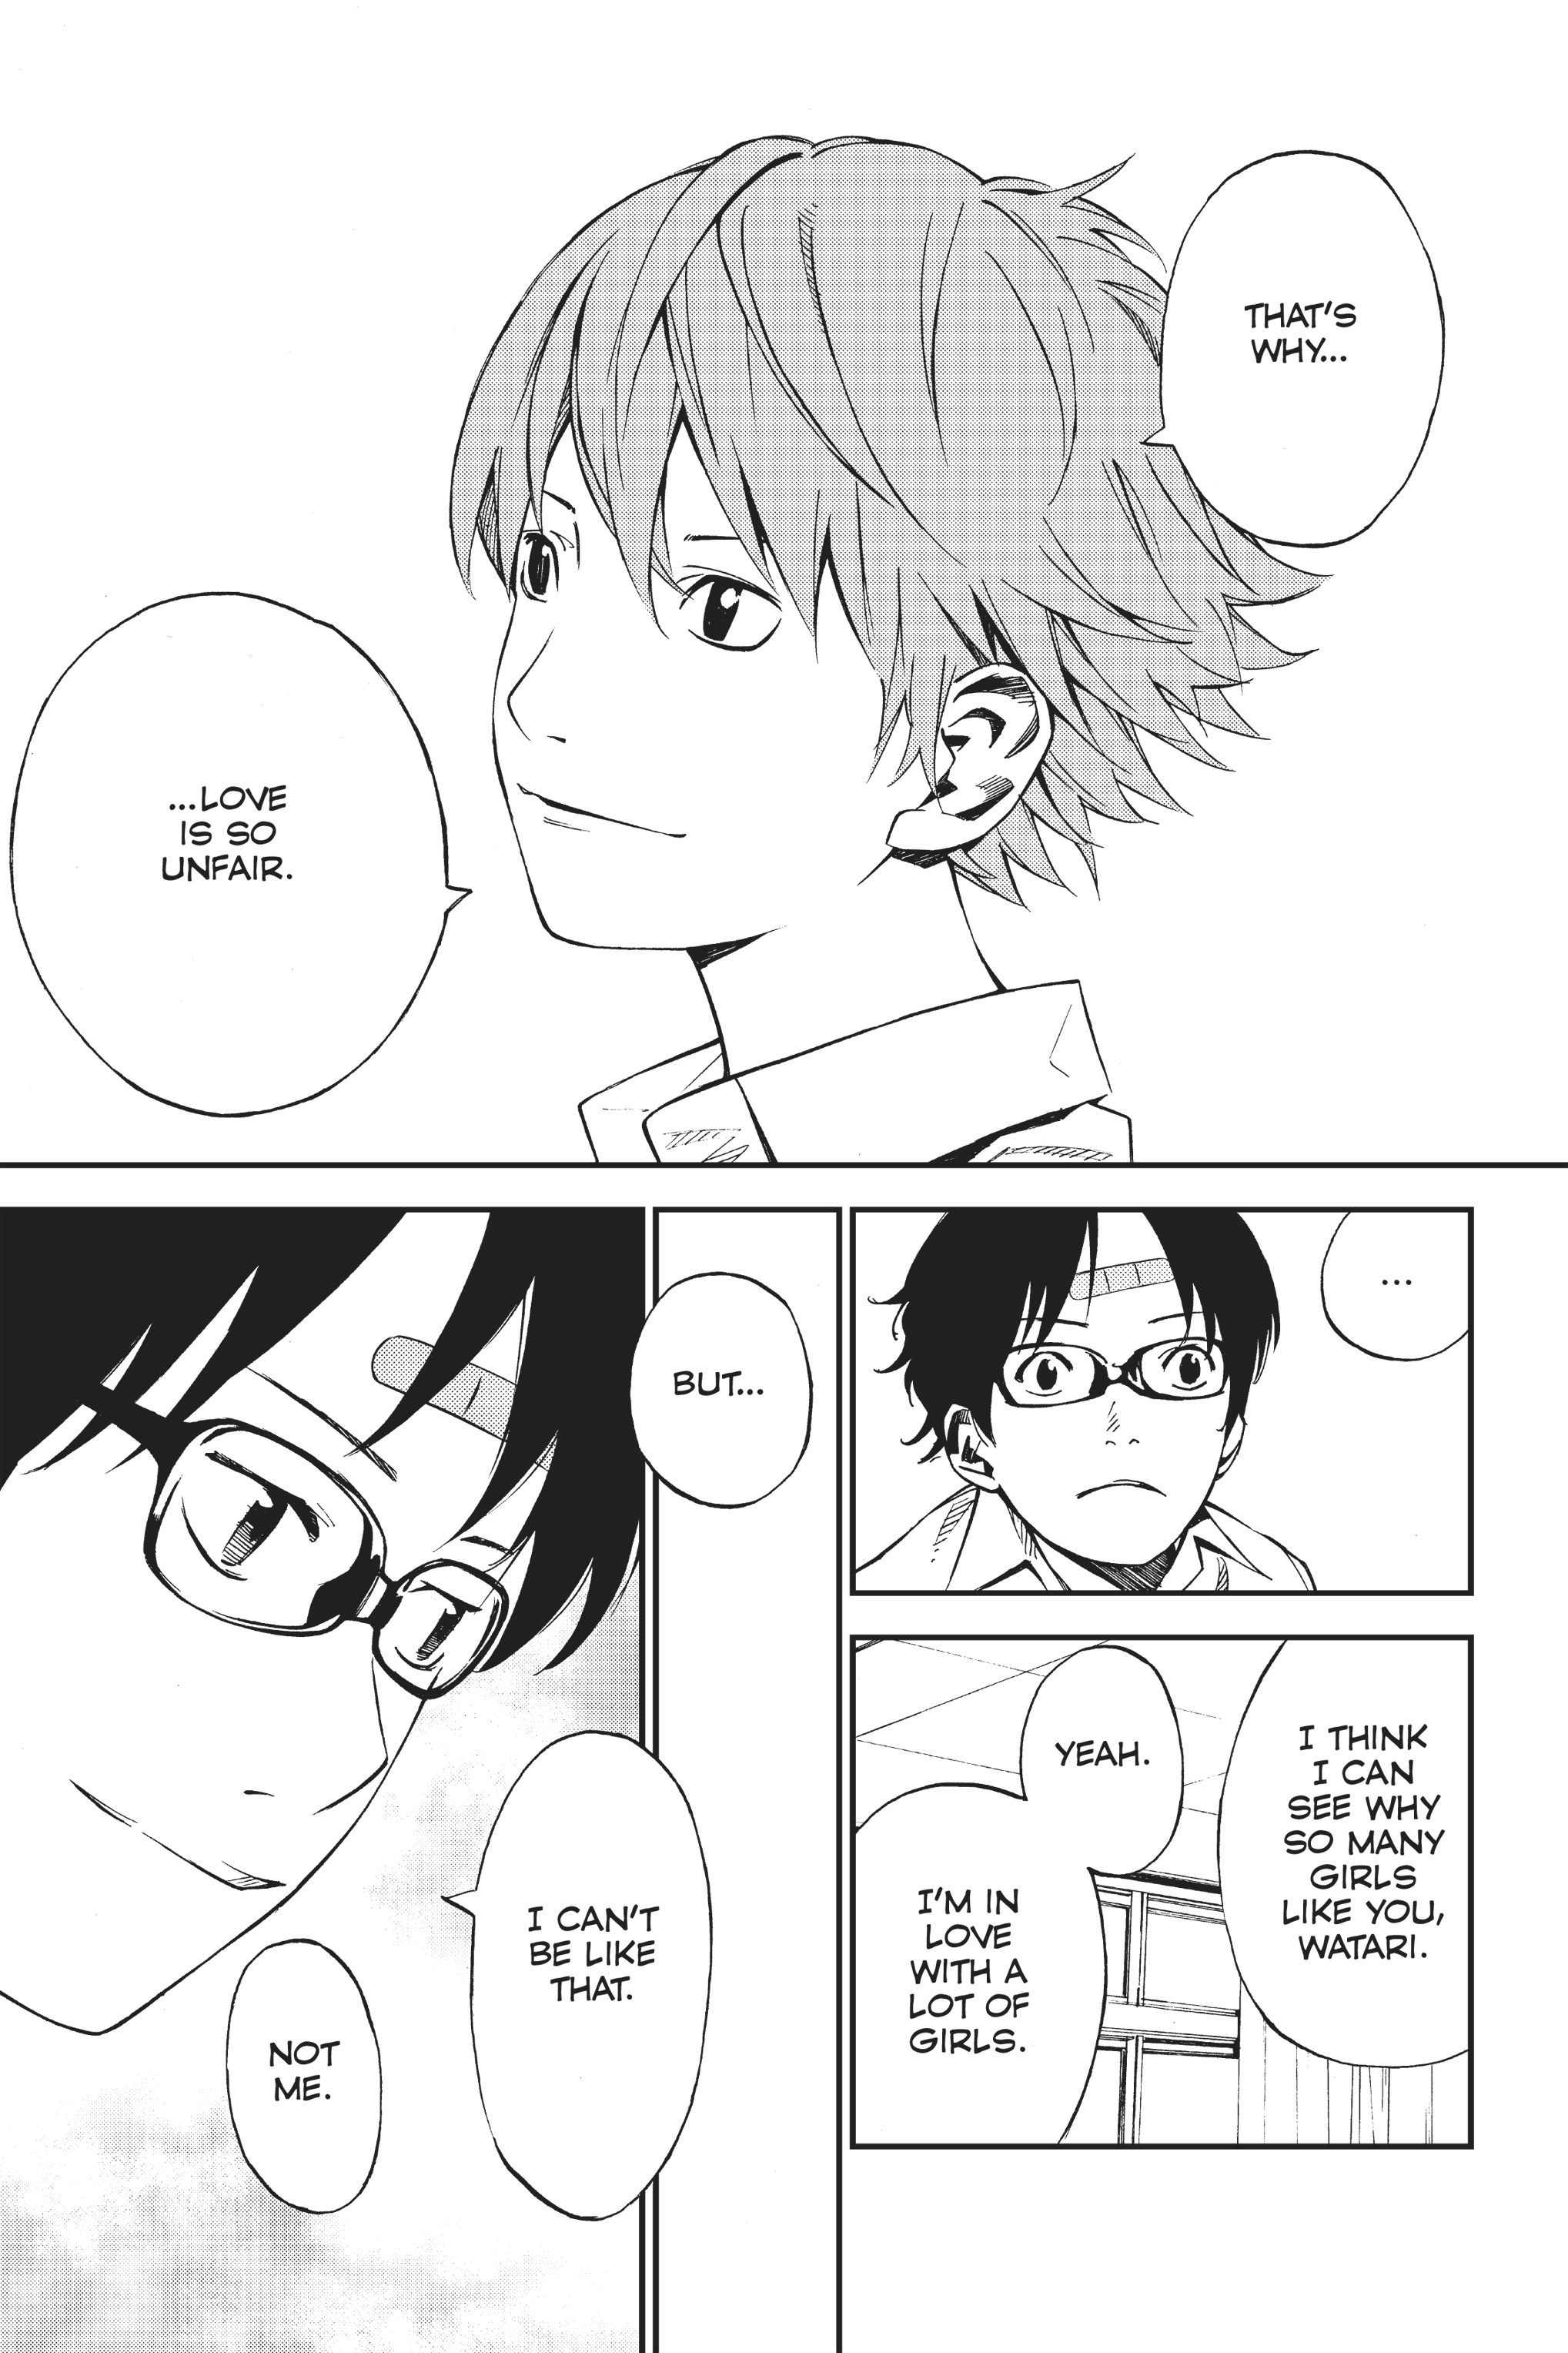 THAT'S
WHY...
...LOVE
IS SO
UNFAIR.
...
I THINK
I CAN
SEE WHY
SO MANY
GIRLS
LIKE YOU,
WATARI.
YEAH.
I'M IN
LOVE
WITH A
LOT OF
GIRLS.
BUT...
I CAN'T
BE LIKE
THAT.
NOT
ME.